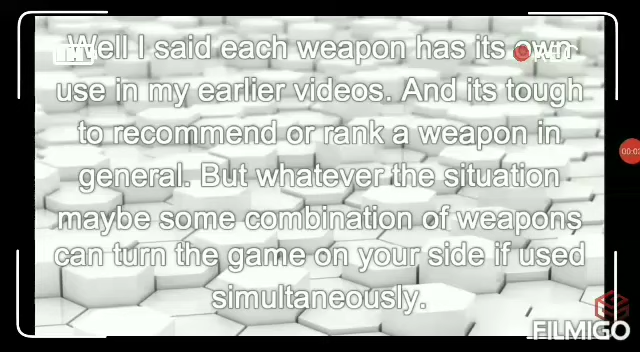 Well I said each weapon has its own
use in my earlier videos. And its tough
to recommend or rank a weapon in
general. But whatever the situation
maybe some combination of weapons
can turn the game on your side if used
simultaneously.
FILMIGO